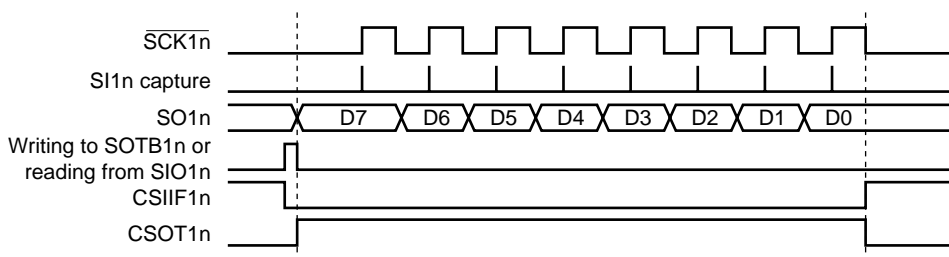 SCK1n
SI1n capture
SO1n D7 D6 D5 D4 D3 D2 D1 D0
Writing to SOTB1n or
reading from SIO1n
CSIIF1n
CSOT1n